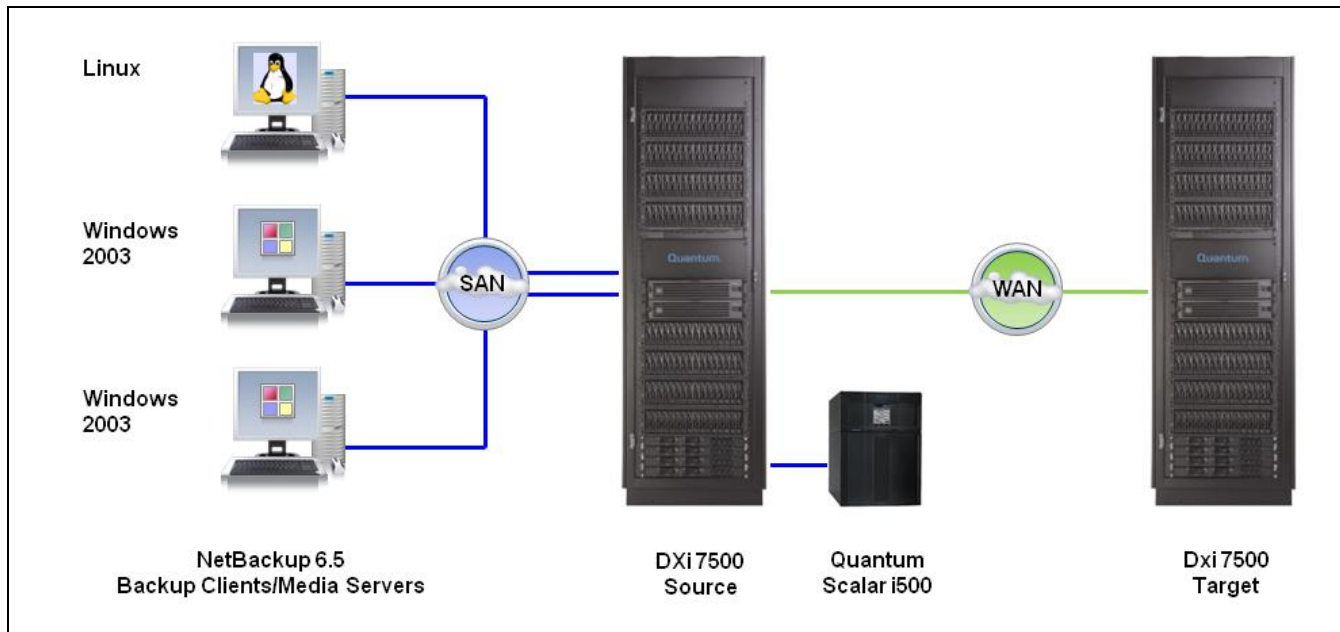 Linux
Windows
2003
Windows
2003
SAN
Quantum
WAN
Quantum
NetBackup 6.5
Backup Clients/Media Servers
DXi 7500
Source
Quantum
Scalar i500
Dxi 7500
Target